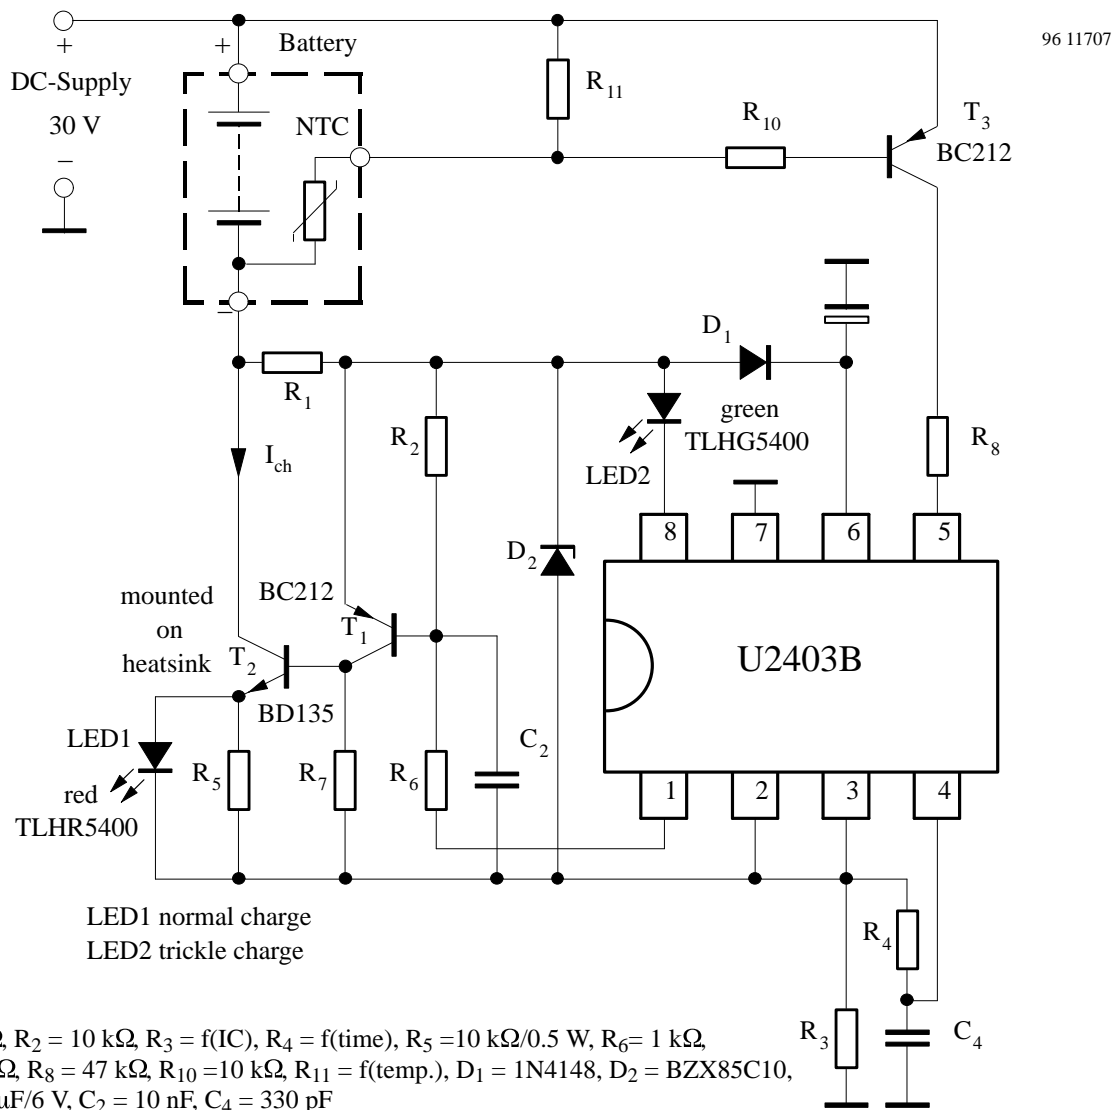 96 11707
+
DC-Supply
30 V
−
+
Battery
NTC
−
R11
R10
T3
BC212
D1
green
TLHG5400
LED2
R8
R1
R2
Ich
D2
8
7
6
5
U2403B
1
2
3
4
mounted
on
heatsink
BC212
T1
T2
BD135
LED1
red
TLHR5400
R5
R7
R6
C2
R4
R3
C4
LED1 normal charge
LED2 trickle charge
Ω, R2 = 10 kΩ, R3 = f(IC), R4 = f(time), R5 =10 kΩ/0.5 W, R6= 1 kΩ,
Ω, R8 = 47 kΩ, R10 =10 kΩ, R11 = f(temp.), D1 = 1N4148, D2 = BZX85C10,
µF/6 V, C2 = 10 nF, C4 = 330 pF